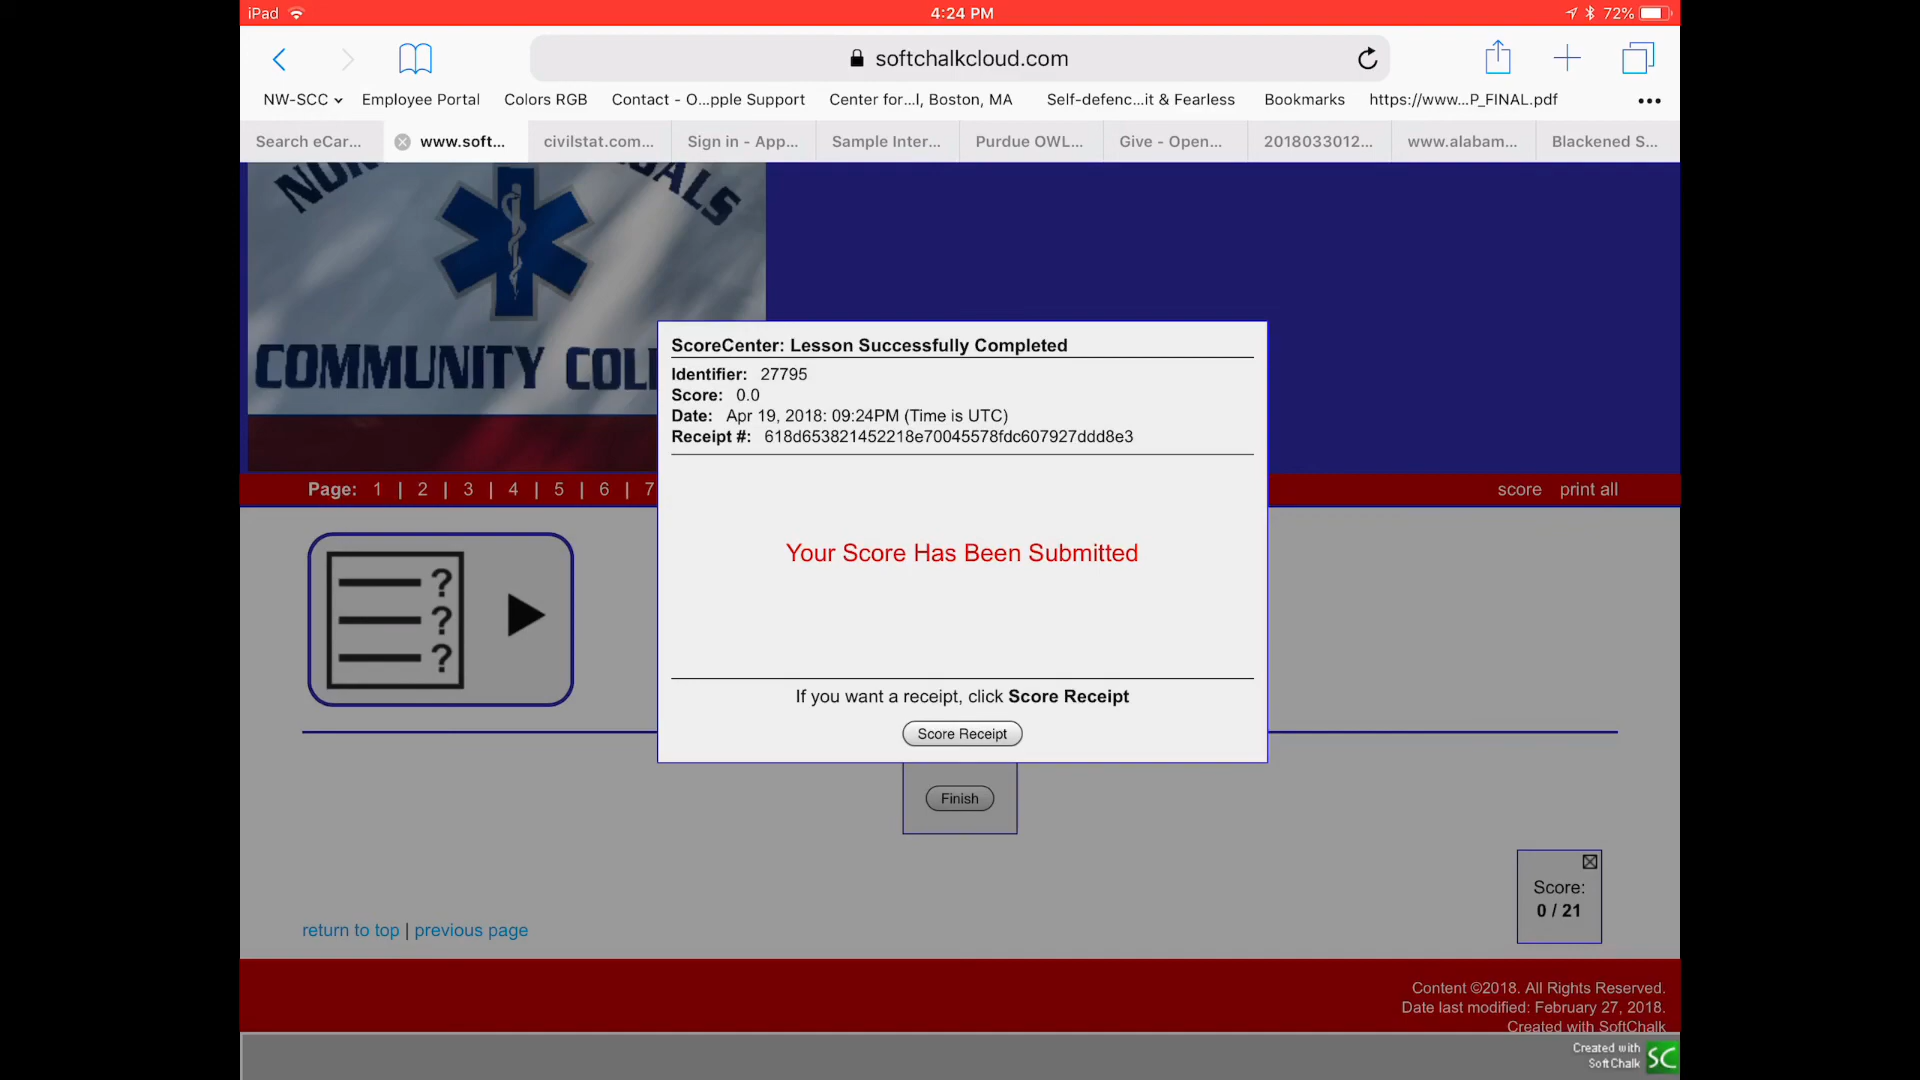 iPad
4:24 PM
72%
softchalkcloud.com
NW-SCC Employee Portal Colors RGB Contact - O...pple Support Center for...l, Boston, MA Self-defenc...it & Fearless Bookmarks https://www...P_FINAL.pdf
Search eCar... www.soft... civilstat.com... Sign in - App... Sample Inter... Purdue OWL... Give - Open... 2018033012... www.alabam... Blackened S...
COMMUNITY COL
ScoreCenter: Lesson Successfully Completed
Identifier: 27795
Score: 0.0
Date: Apr 19, 2018: 09:24PM (Time is UTC)
Receipt #: 618d653821452218e70045578fdc607927ddd8e3
Page: 1 | 2 | 3 | 4 | 5 | 6 | 7
score print all
Your Score Has Been Submitted
? ? ?
If you want a receipt, click Score Receipt
Score Receipt
Finish
Score:
0 / 21
return to top | previous page
Content ©2018. All Rights Reserved.
Date last modified: February 27, 2018.
Created with SoftChalk
Created with
SoftChalk
SC